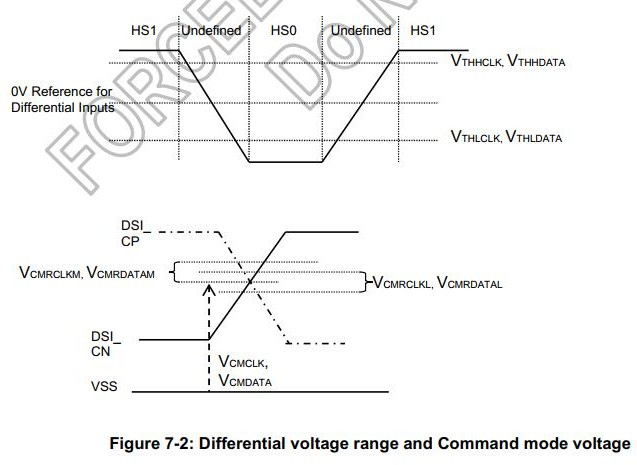 HS1 Undefined HS0 Undefined HS1
VTHHCLK, VTHHDATA
0V Reference for
Differential Inputs
VTHLCLK, VTHLDATA
DSI_
CP
VCMRCLKM, VCMRDATAM
VCMRCLKL, VCMRDATAL
DSI_
CN
VCMCLK,
VCMDATA
VSS
Figure 7-2: Differential voltage range and Command mode voltage